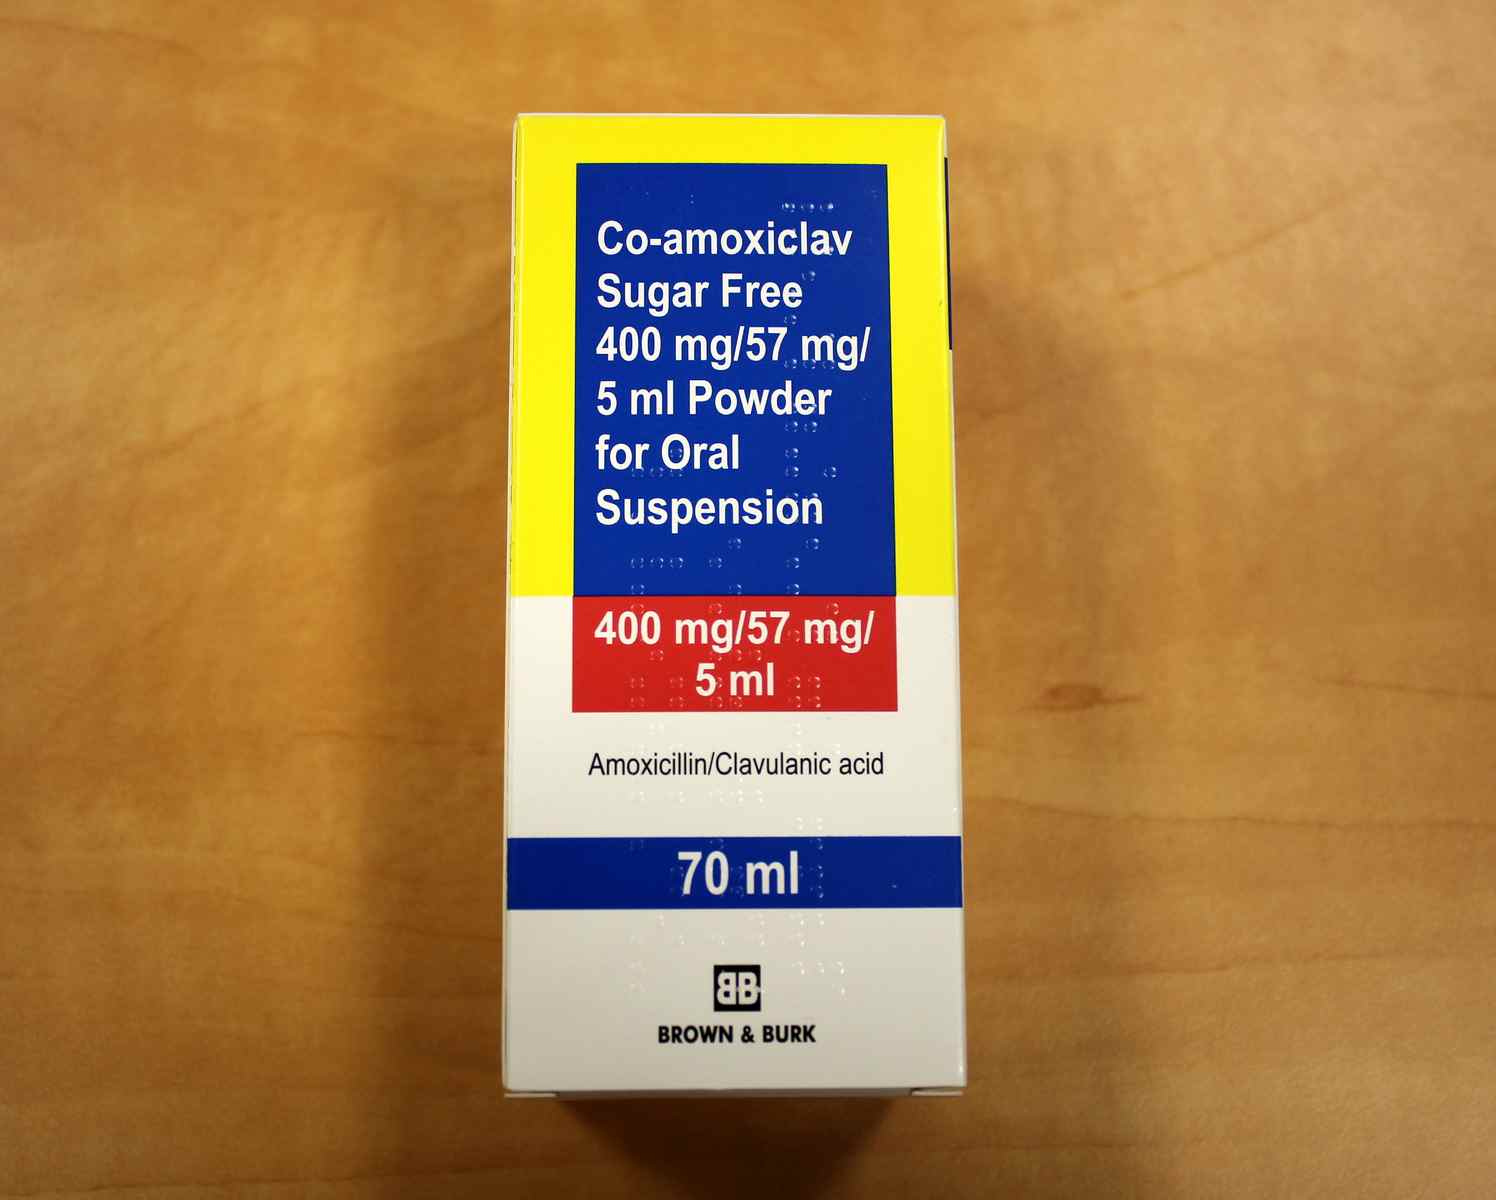 Co-amoxiclav
Sugar Free
400 mg/57 mg/
5 ml Powder
for Oral
Suspension
400 mg/57 mg/
5 ml
Amoxicillin/Clavulanic acid
70 ml
BB
BROWN & BURK